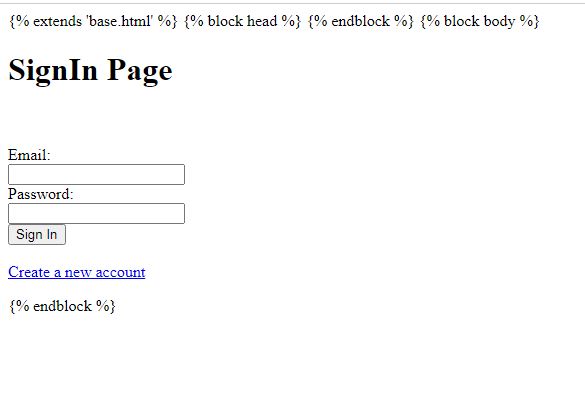 {% extends 'base.html' %} {% block head %} {% endblock %} {% block body %}
SignIn Page
Email:
Password:
Sign In
Create a new account
{% endblock %}